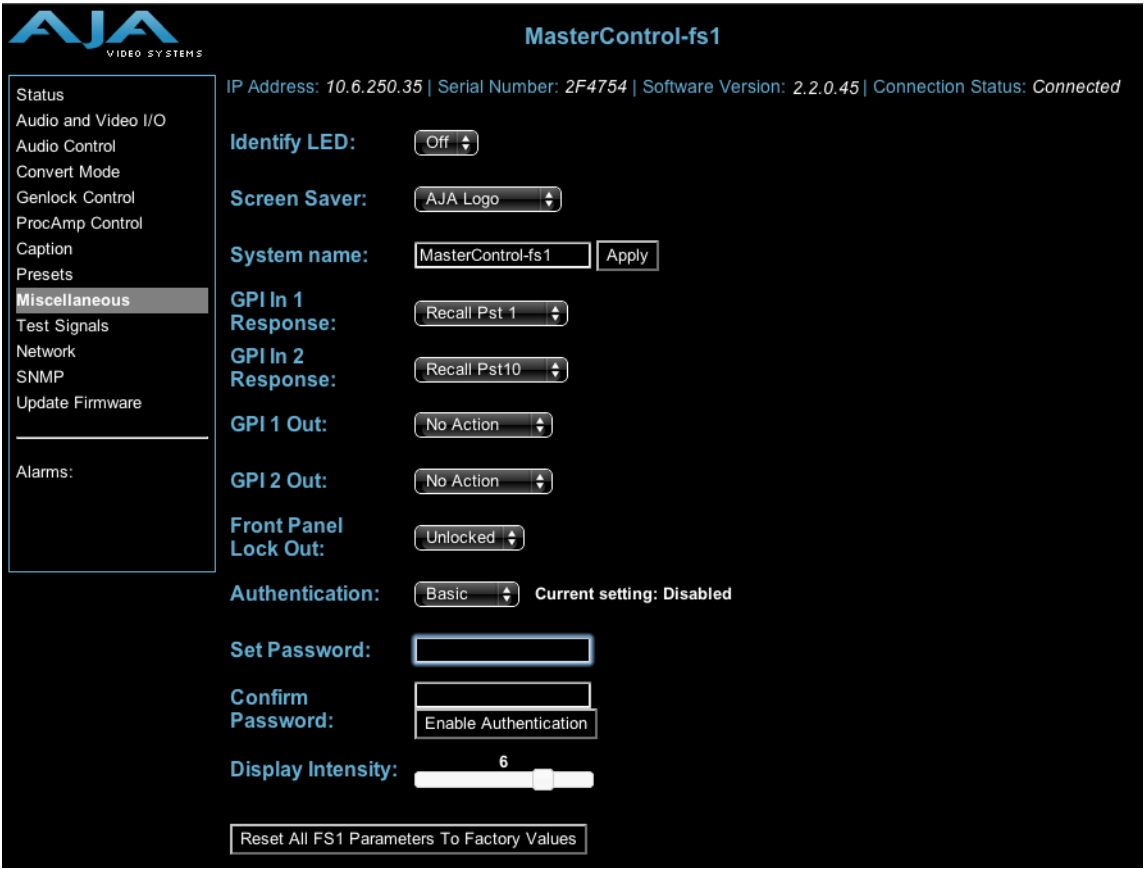 AJA
VIDEO SYSTEMS
MasterControl-fs1
IP Address: 10.6.250.35 | Serial Number: 2F4754 | Software Version: 2.2.0.45 | Connection Status: Connected
Status
Audio and Video I/O
Audio Control
Convert Mode
Genlock Control
ProcAmp Control
Caption
Presets
Miscellaneous
Test Signals
Network
SNMP
Update Firmware
Alarms:
Identify LED: Off
Screen Saver: AJA Logo
System name: MasterControl-fs1 Apply
GPI In 1
Response: Recall Pst 1
GPI In 2
Response: Recall Pst10
GPI 1 Out: No Action
GPI 2 Out: No Action
Front Panel
Lock Out: Unlocked
Authentication: Basic Current setting: Disabled
Set Password:
Confirm
Password: Enable Authentication
Display Intensity: 6
Reset All FS1 Parameters To Factory Values